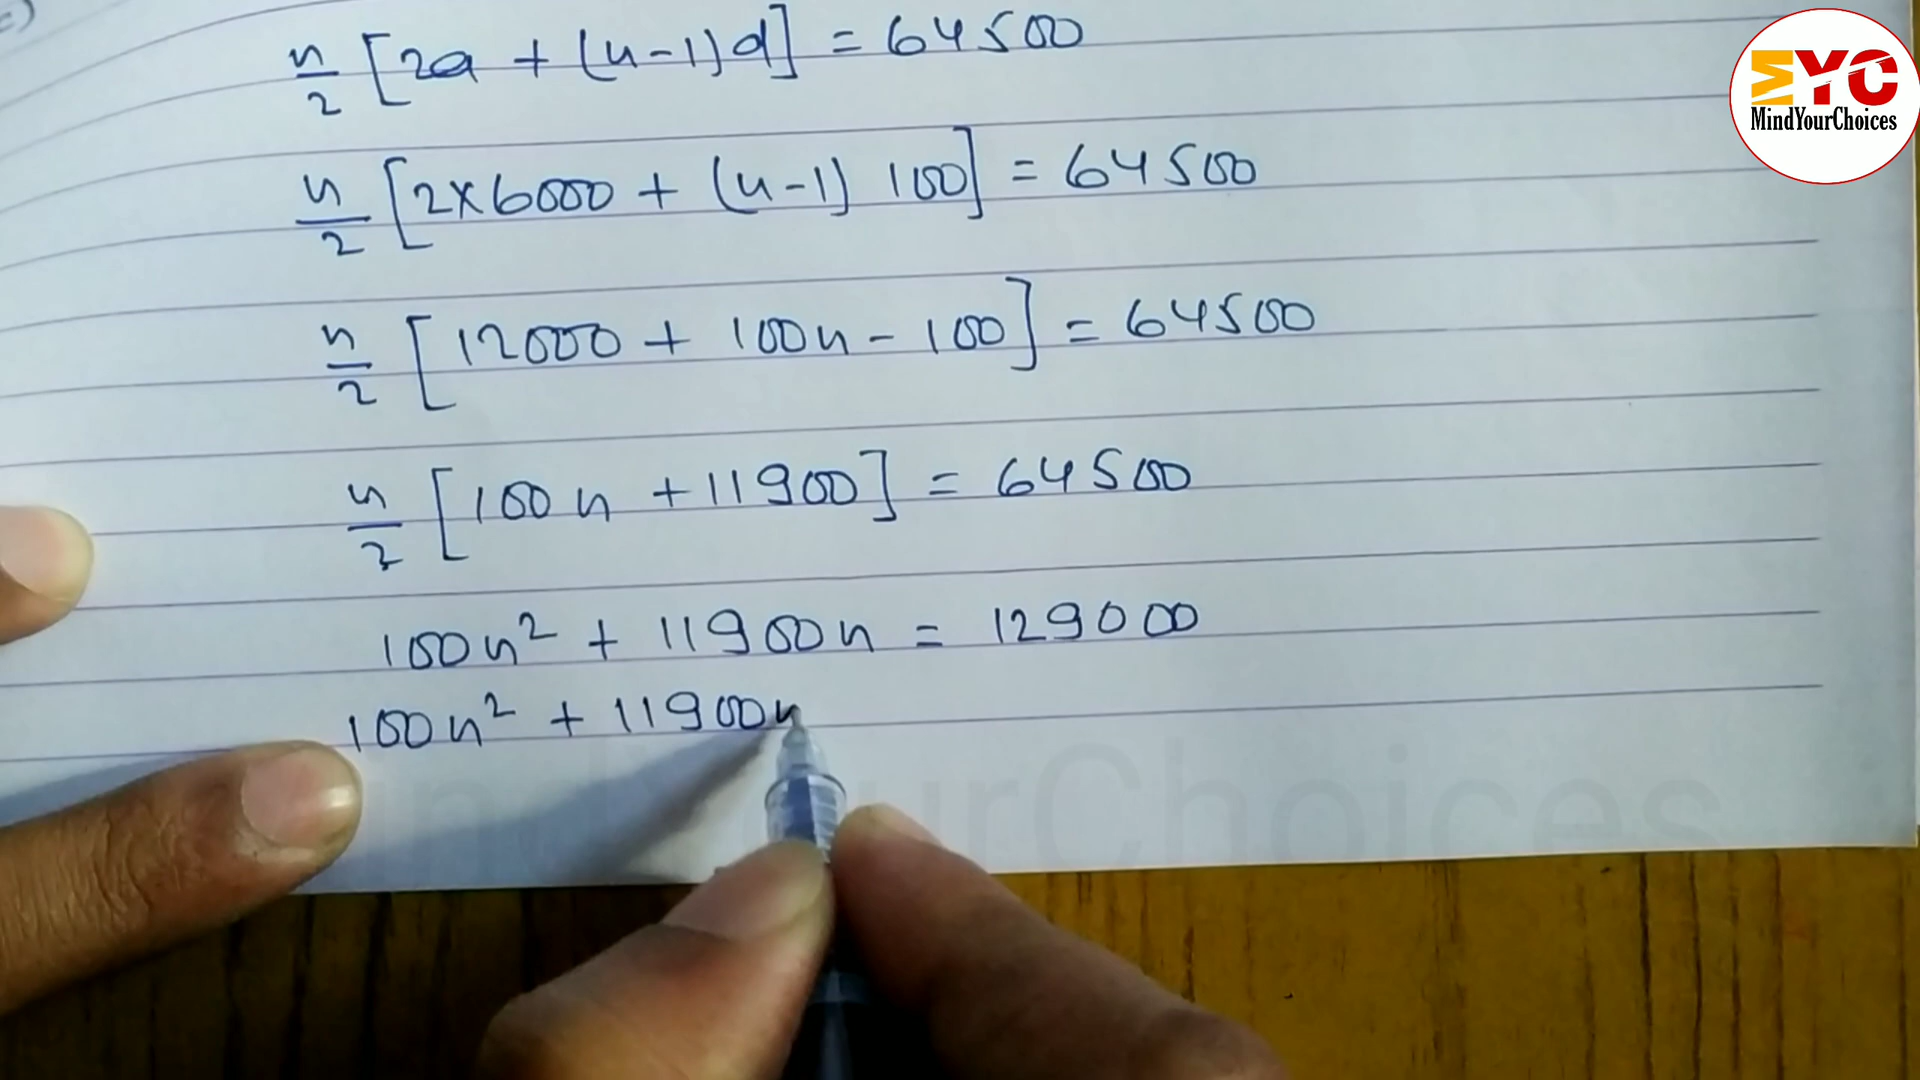 n/2 [2a + (n-1)d] = 64500
MYC
MindYourChoices
n/2 [2×6000 + (n-1) 100] = 64500
n/2 [12000 + 100n - 100] = 64500
n/2 [100n + 11900] = 64500
100n² + 11900n = 129000
100n² + 11900n
MindYourChoices